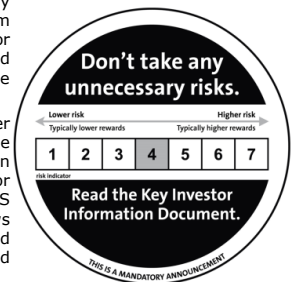 Don't take any
unnecessary risks.
Lower risk Higher risk
Typically lower rewards Typically higher rewards
1 2 3 4 5 6 7
risk indicator
Read the Key Investor
Information Document.
THIS IS A MANDATORY ANNOUNCEMENT